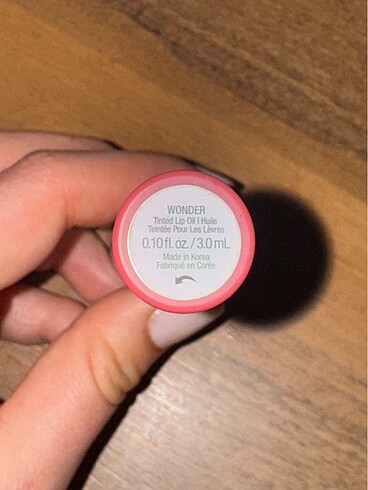 WONDER
Tinted Lip Oil | Huile
Teintée Pour Les Lèvres
0.10 fl. oz. / 3.0 mL
Made in Korea
Fabriqué en Corée